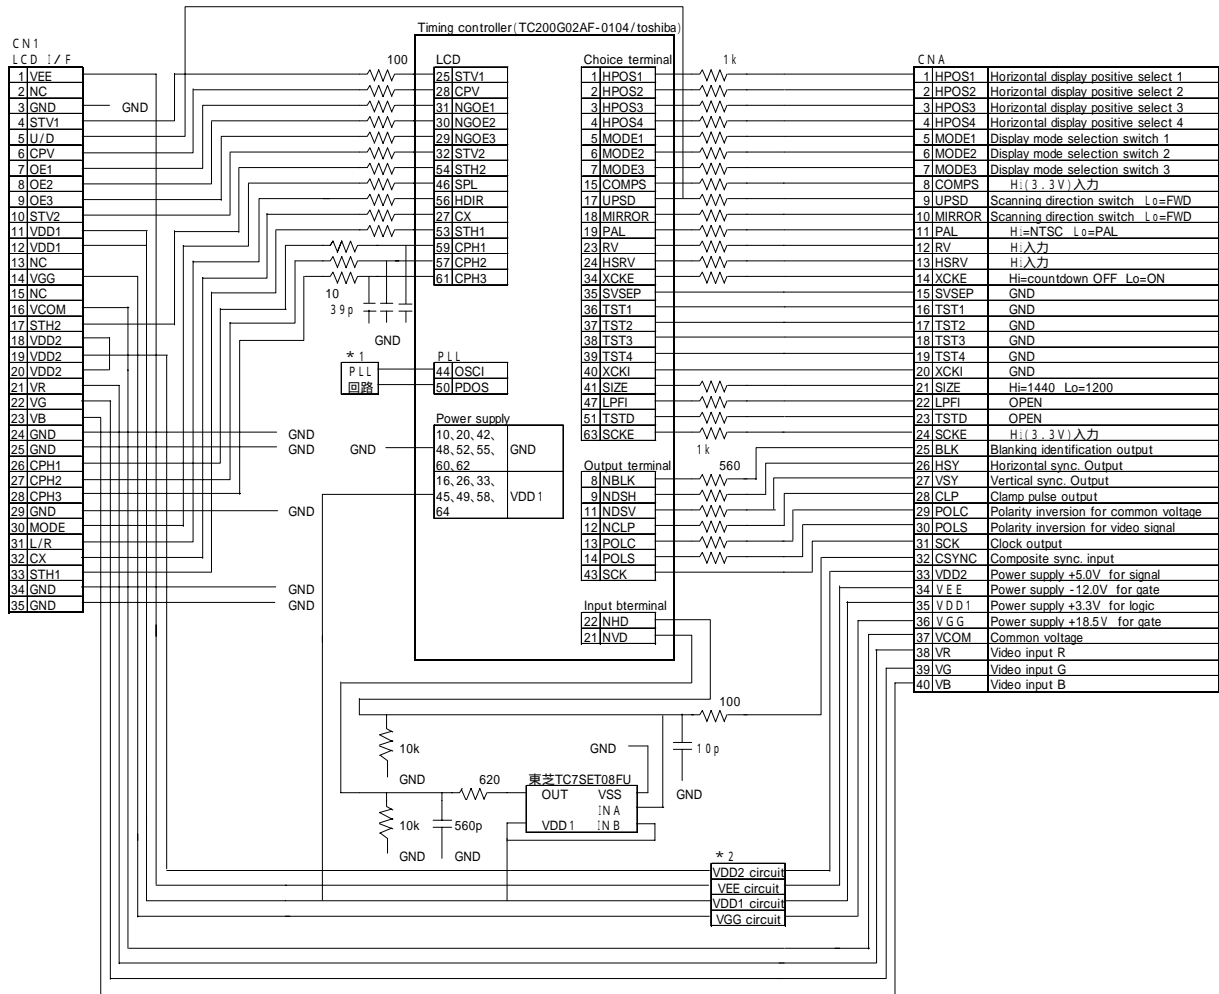 Timing controller(TC200G02AF-0104/toshiba)
CN1
LCD I/F
1 VEE
2 NC
3 GND
GND
4 STV1
5 U/D
6 CPV
7 OE1
8 OE2
9 OE3
10 STV2
11 VDD1
12 VDD1
13 NC
14 VGG
15 NC
16 VCOM
17 STH2
18 VDD2
19 VDD2
20 VDD2
21 VR
22 VG
23 VB
24 GND
GND
25 GND
GND
26 CPH1
27 CPH2
28 CPH3
29 GND
GND
30 MODE
31 L/R
32 CX
33 STH1
34 GND
GND
35 GND
GND
100
10
39p
GND
LCD
25 STV1
28 CPV
31 NGOE1
30 NGOE2
29 NGOE3
32 STV2
54 STH2
46 SPL
56 HDIR
27 CX
53 STH1
59 CPH1
57 CPH2
61 CPH3
*1
PLL
回路
PLL
44 OSCI
50 PDOS
Power supply
10、20、42、
48、52、55、
60、62
GND
GND
16、26、33、
45、49、58、
64
VDD1
Choice terminal
1 HPOS1
2 HPOS2
3 HPOS3
4 HPOS4
5 MODE1
6 MODE2
7 MODE3
15 COMPS
17 UPSD
18 MIRROR
19 PAL
23 RV
24 HSRV
34 XCKE
35 SVSEP
36 TST1
37 TST2
38 TST3
39 TST4
40 XCKI
41 SIZE
47 LPFI
51 TSTD
63 SCKE
1k
1k
Output terminal
560
8 NBLK
9 NDSH
11 NDSV
12 NCLP
13 POLC
14 POLS
43 SCK
Input bterminal
22 NHD
21 NVD
CNA
1 HPOS1 Horizontal display positive select 1
2 HPOS2 Horizontal display positive select 2
3 HPOS3 Horizontal display positive select 3
4 HPOS4 Horizontal display positive select 4
5 MODE1 Display mode selection switch 1
6 MODE2 Display mode selection switch 2
7 MODE3 Display mode selection switch 3
8 COMPS Hi(3.3V)入力
9 UPSD Scanning direction switch Lo=FWD
10 MIRROR Scanning direction switch Lo=FWD
11 PAL Hi=NTSC Lo=PAL
12 RV Hi入力
13 HSRV Hi入力
14 XCKE Hi=countdown OFF Lo=ON
15 SVSEP GND
16 TST1 GND
17 TST2 GND
18 TST3 GND
19 TST4 GND
20 XCKI GND
21 SIZE Hi=1440 Lo=1200
22 LPFI OPEN
23 TSTD OPEN
24 SCKE Hi(3.3V)入力
25 BLK Blanking identification output
26 HSY Horizontal sync. Output
27 VSY Vertical sync. Output
28 CLP Clamp pulse output
29 POLC Polarity inversion for common voltage
30 POLS Polarity inversion for video signal
31 SCK Clock output
32 CSYNC Composite sync. input
33 VDD2 Power supply +5.0V for signal
34 VEE Power supply -12.0V for gate
35 VDD1 Power supply +3.3V for logic
36 VGG Power supply +18.5V for gate
37 VCOM Common voltage
38 VR Video input R
39 VG Video input G
40 VB Video input B
100
10k
GND
10p
GND
GND
620
東芝TC7SET08FU
OUT VSS
INA
VDD1 INB
10k
560p
GND
GND
*2
VDD2 circuit
VEE circuit
VDD1 circuit
VGG circuit